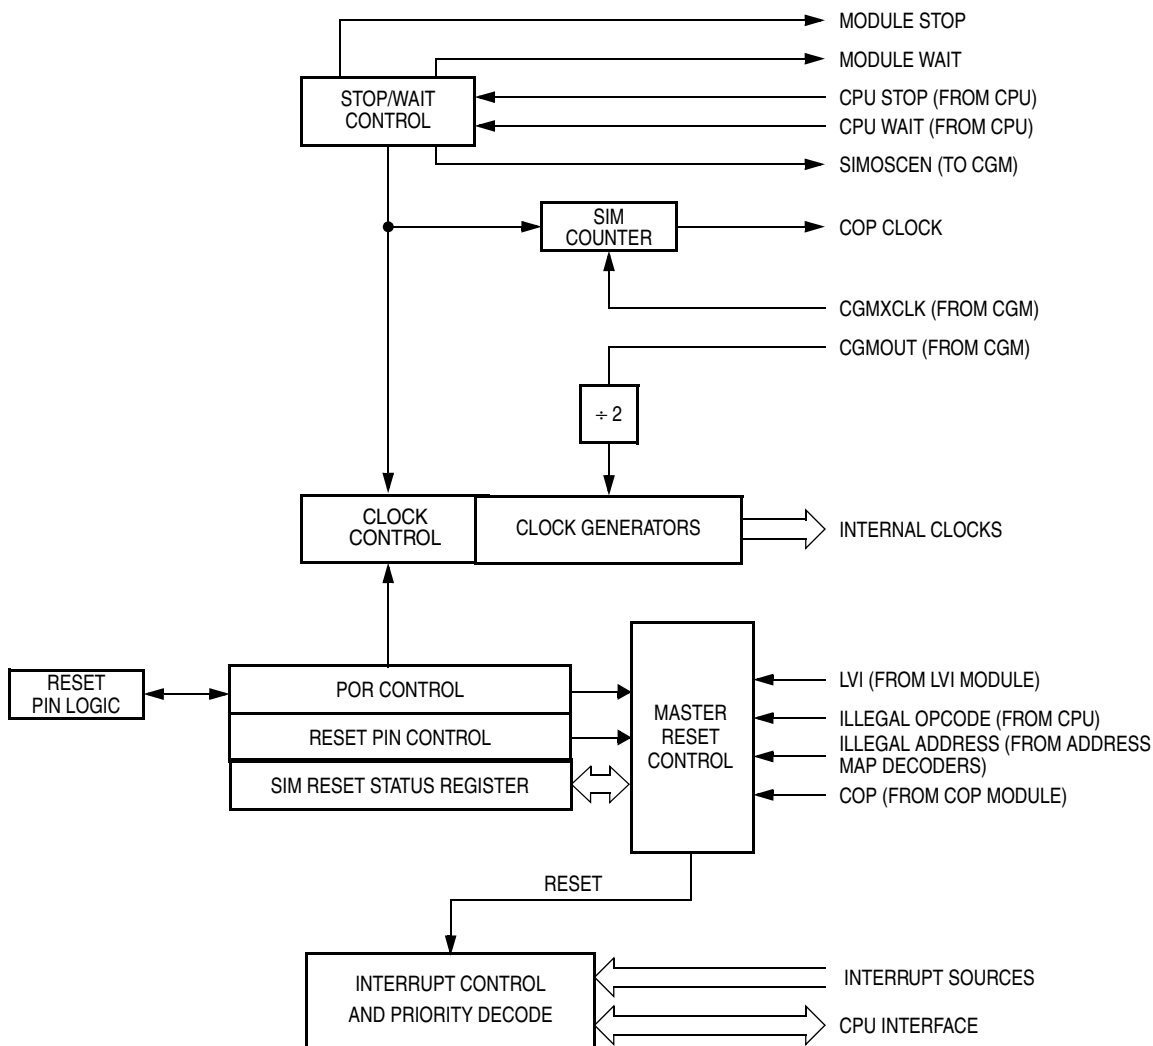 MODULE STOP
MODULE WAIT
STOP/WAIT
CONTROL
CPU STOP (FROM CPU)
CPU WAIT (FROM CPU)
SIMOSCEN (TO CGM)
SIM
COUNTER
COP CLOCK
CGMXCLK (FROM CGM)
CGMOUT (FROM CGM)
÷ 2
CLOCK
CONTROL
CLOCK GENERATORS
INTERNAL CLOCKS
RESET
PIN LOGIC
POR CONTROL
RESET PIN CONTROL
SIM RESET STATUS REGISTER
MASTER
RESET
CONTROL
LVI (FROM LVI MODULE)
ILLEGAL OPCODE (FROM CPU)
ILLEGAL ADDRESS (FROM ADDRESS
MAP DECODERS)
COP (FROM COP MODULE)
RESET
INTERRUPT CONTROL
AND PRIORITY DECODE
INTERRUPT SOURCES
CPU INTERFACE